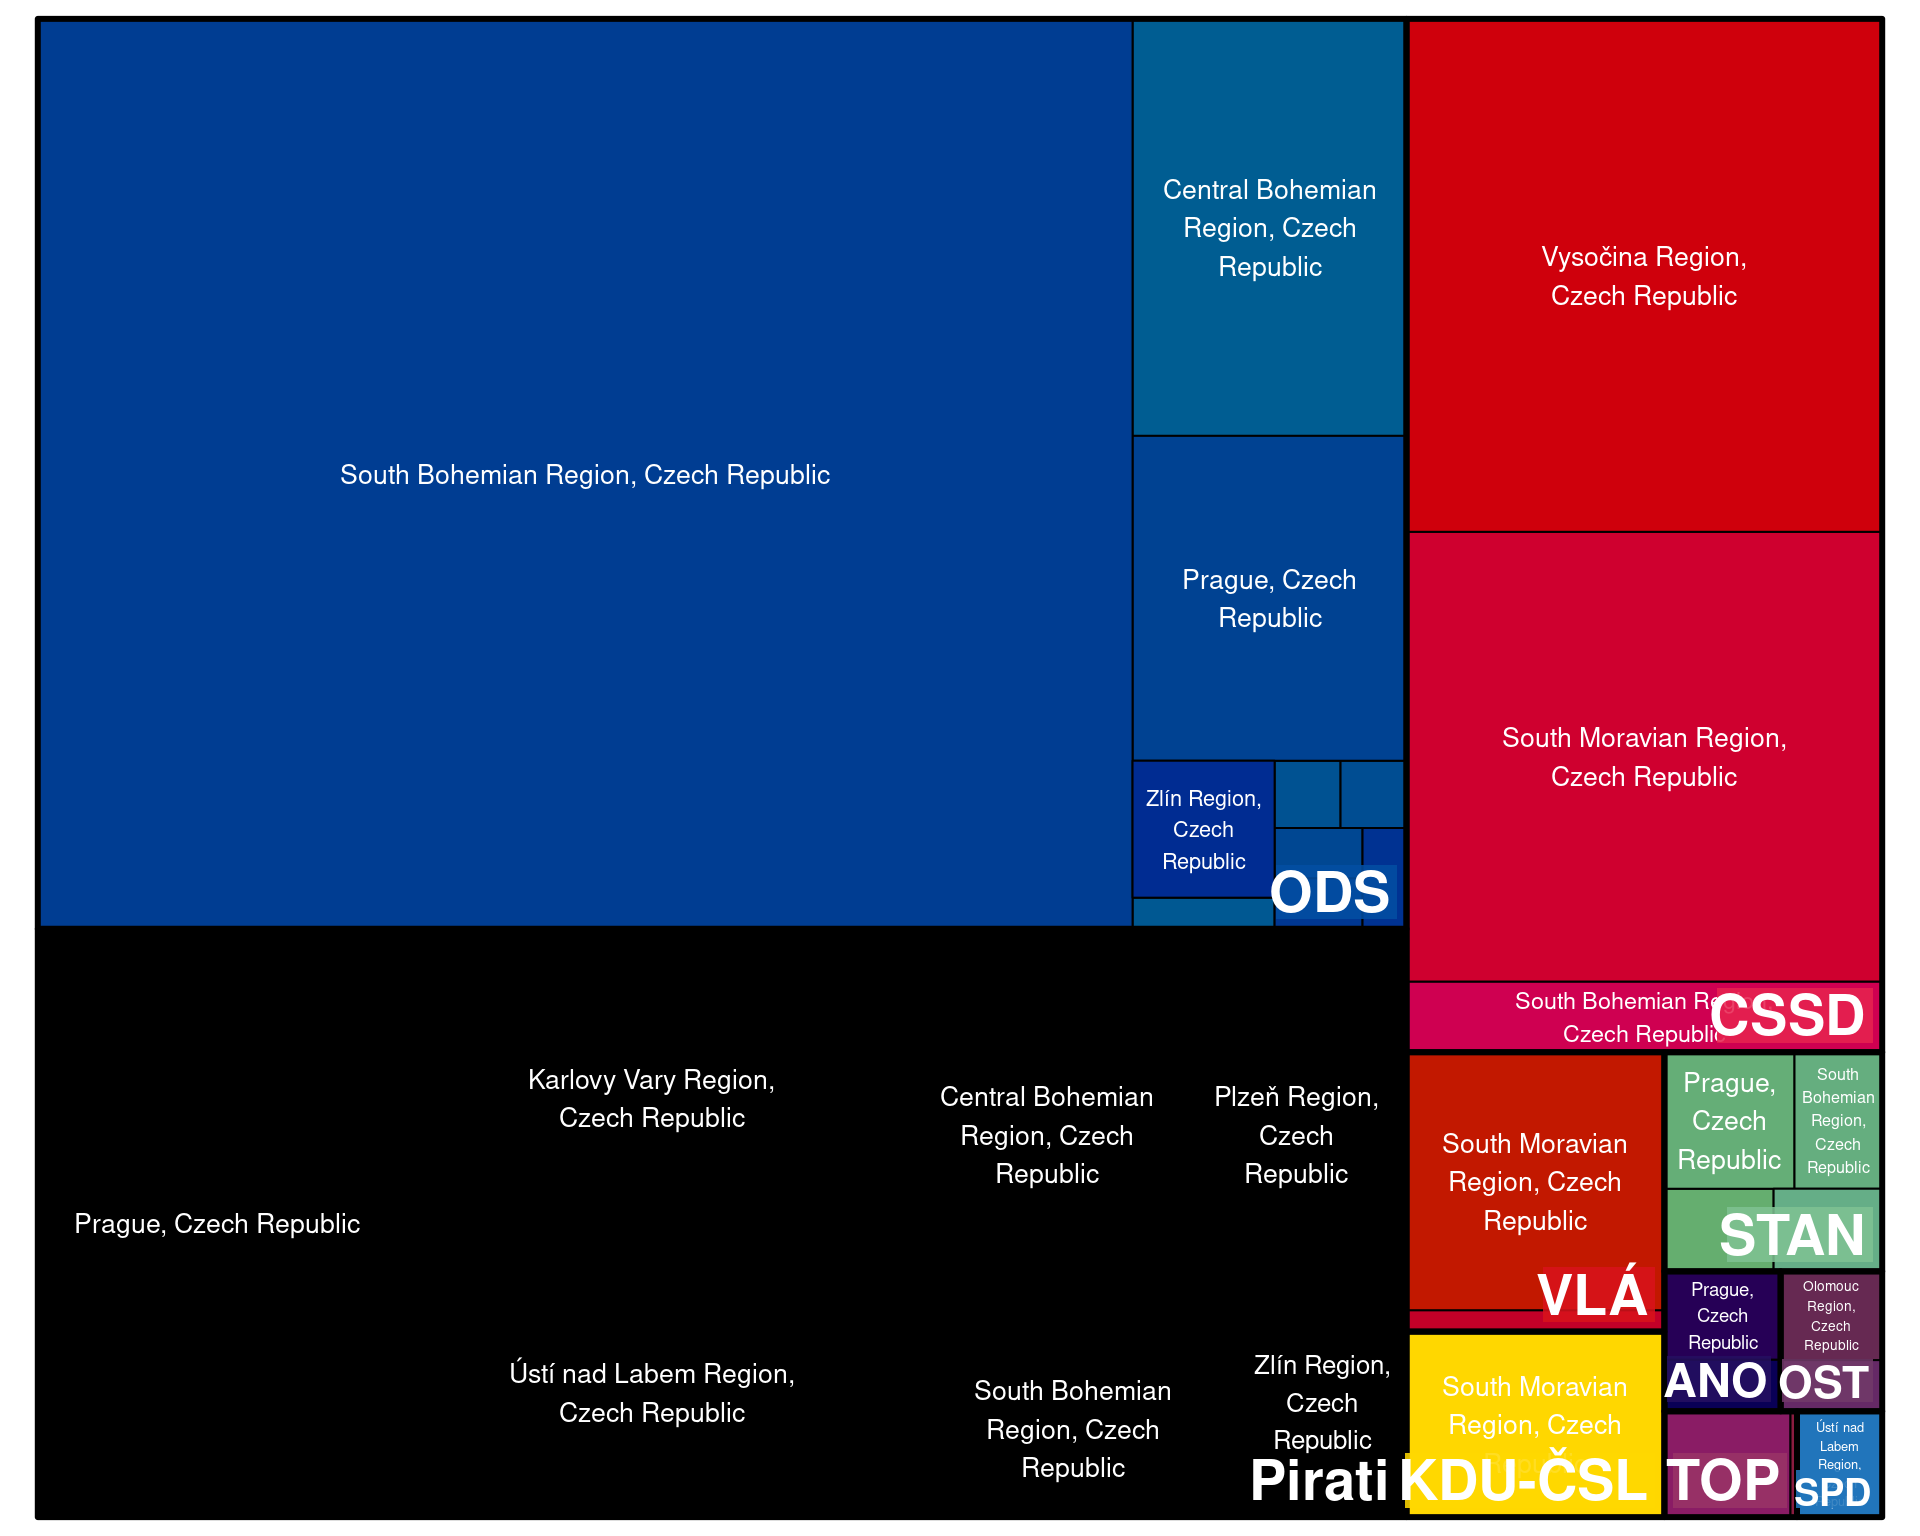 South Bohemian Region, Czech Republic
Central Bohemian
Region, Czech
Republic
Prague, Czech
Republic
Zlín Region,
Czech
Republic
ODS
Vysočina Region,
Czech Republic
South Moravian Region,
Czech Republic
South Bohemian Region,
Czech Republic
CSSD
Prague, Czech Republic
Karlovy Vary Region,
Czech Republic
Ústí nad Labem Region,
Czech Republic
Central Bohemian
Region, Czech
Republic
South Bohemian
Region, Czech
Republic
Plzeň Region,
Czech
Republic
Zlín Region,
Czech
Republic
Pirati
South Moravian
Region, Czech
Republic
VLÁ
South Moravian
Region, Czech
KDU-ČSL
Prague,
Czech
Republic
South
Bohemian
Region,
Czech
Republic
STAN
Prague,
Czech
Republic
ANO
Olomouc
Region,
Czech
Republic
OST
TOP
Ústí nad
Labem
Region,
SPD